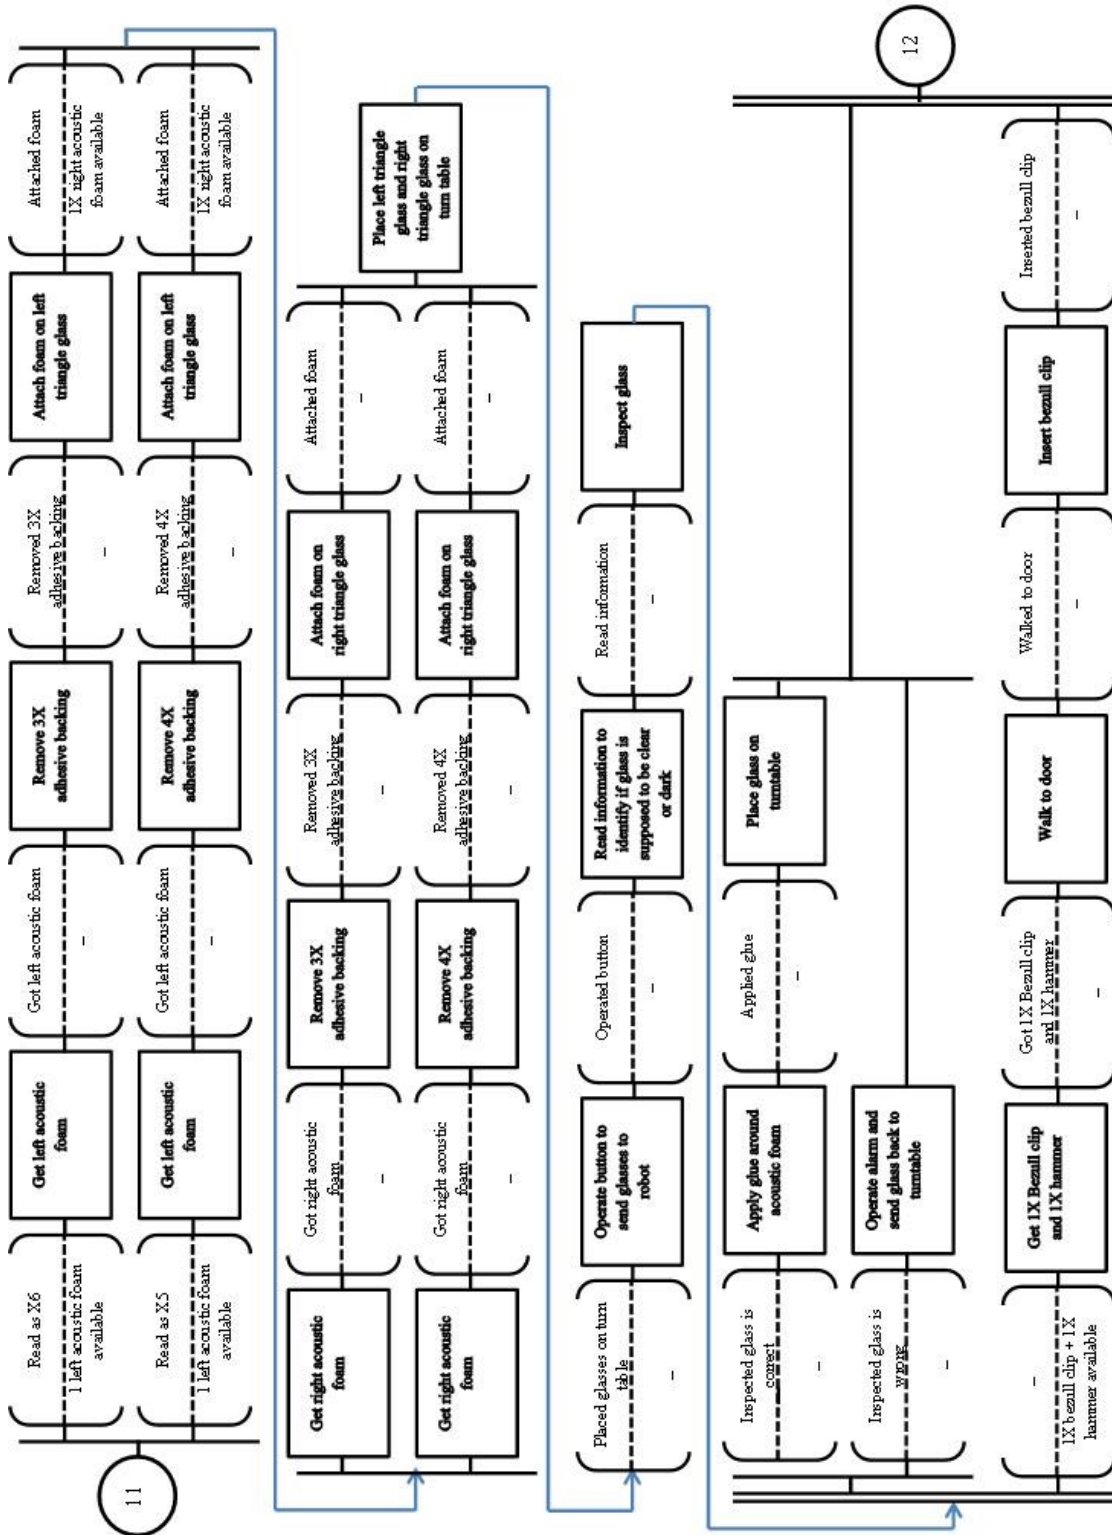 11
Read as X6
1 left acoustic foam
available
Get left acoustic
foam
Got left acoustic foam
–
Remove 3X
adhesive backing
Removed 3X
adhesive backing
–
Attach foam on left
triangle glass
Attached foam
1X right acoustic
foam available
Read as X5
1 left acoustic foam
available
Get left acoustic
foam
Got left acoustic foam
–
Remove 4X
adhesive backing
Removed 4X
adhesive backing
–
Attach foam on left
triangle glass
Attached foam
1X right acoustic
foam available
Get right acoustic
foam
Got right acoustic
foam
–
Remove 3X
adhesive backing
Removed 3X
adhesive backing
–
Attach foam on
right triangle glass
Attached foam
–
Get right acoustic
foam
Got right acoustic
foam
–
Remove 4X
adhesive backing
Removed 4X
adhesive backing
–
Attach foam on
right triangle glass
Attached foam
–
Place left triangle
glass and right
triangle glass on
turn table
Placed glasses on turn
table
–
Operate button to
send glasses to
robot
Operated button
–
Read information to
identify if glass is
supposed to be clear
or dark
Read information
–
Inspect glass
Inspected glass is
correct
–
Apply glue around
acoustic foam
Applied glue
–
Place glass on
turntable
Inspected glass is
wrong
–
Operate alarm and
send glass back to
turntable
–
1X bezull clip + 1X
hammer available
Get 1X Bezull clip
and 1X hammer
Got 1X Bezull clip
and 1X hammer
–
Walk to door
Walked to door
–
Insert bezull clip
Inserted bezull clip
–
12